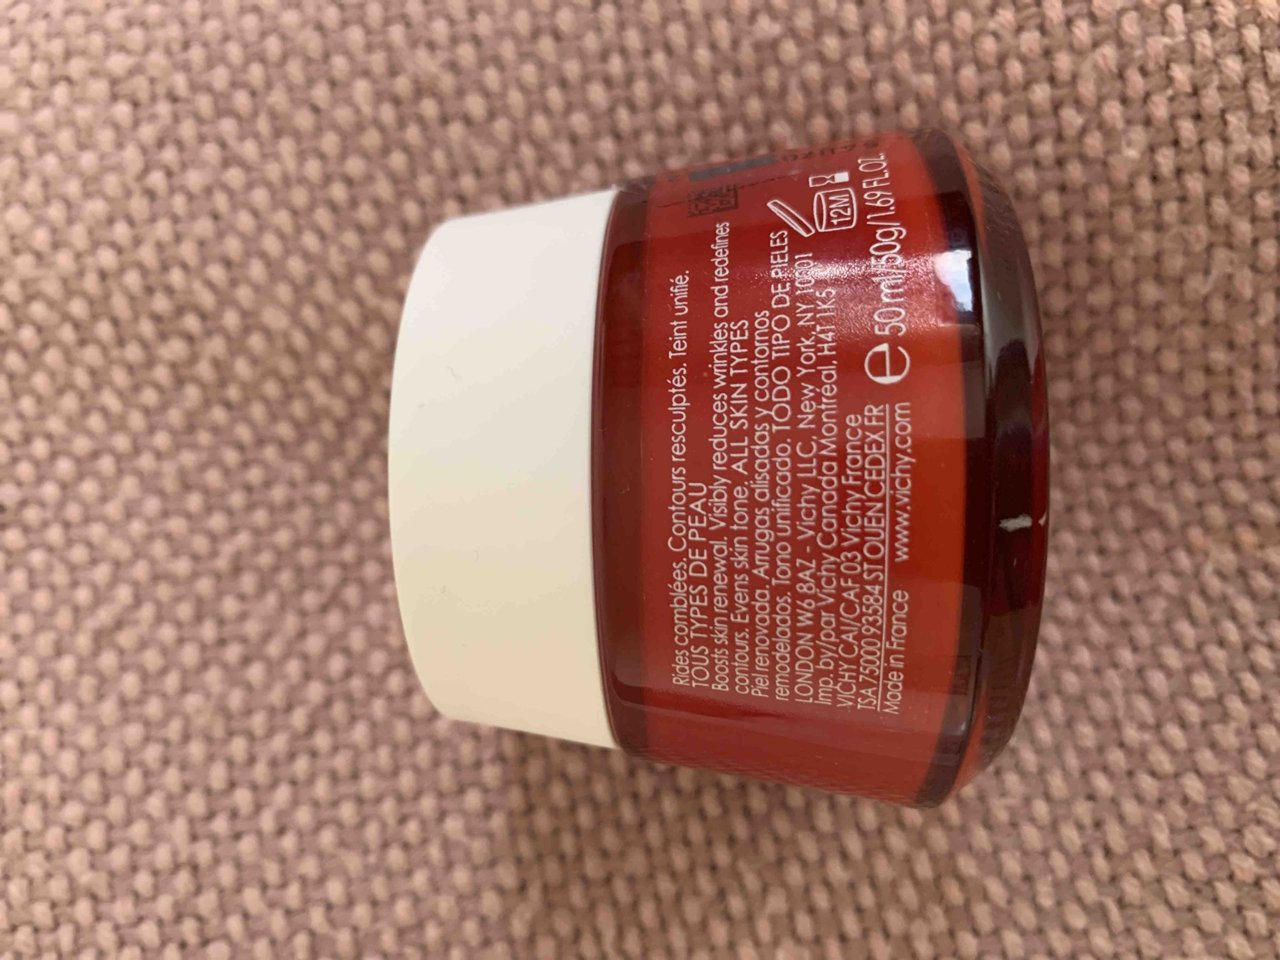 Rides comblées. Contours resculptés. Teint unifié.
TOUS TYPES DE PEAU
Boosts skin renewal. Visibly reduces wrinkles and redefines
contours. Evens skin tone. ALL SKIN TYPES
Piel renovada. Arrugas alisadas y contornos
remodelados. Tono unificado. TODO TIPO DE PIELES
LONDON W6 8AZ - Vichy LLC, New York, NY 10001
Imp. by/par Vichy Canada Montreal, H4T 1K5
VICHY CAI/CAF 03 Vichy France
TSA 75000 93584 ST OUEN CEDEX FR
Made in France www.vichy.com e 50 ml/50g/1.69 FL.OZ.
12M